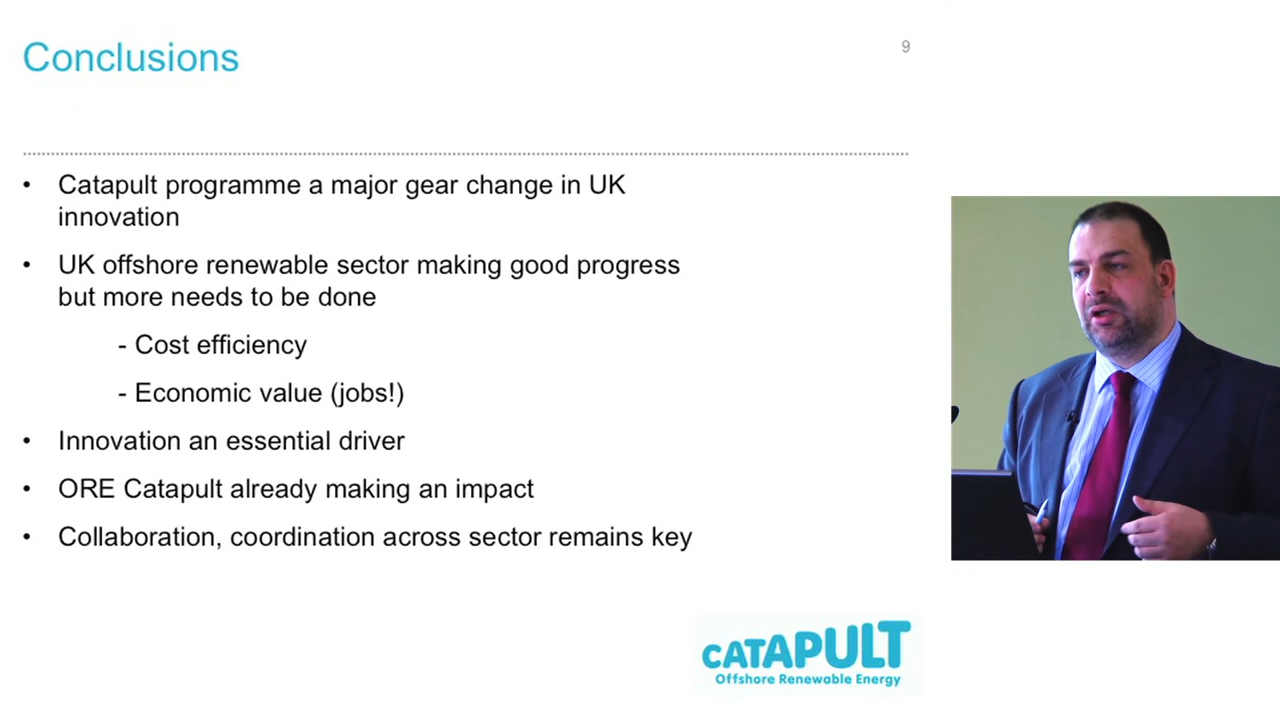 Conclusions
9
• Catapult programme a major gear change in UK
innovation
• UK offshore renewable sector making good progress
but more needs to be done
- Cost efficiency
- Economic value (jobs!)
• Innovation an essential driver
• ORE Catapult already making an impact
• Collaboration, coordination across sector remains key
CATAPULT
Offshore Renewable Energy